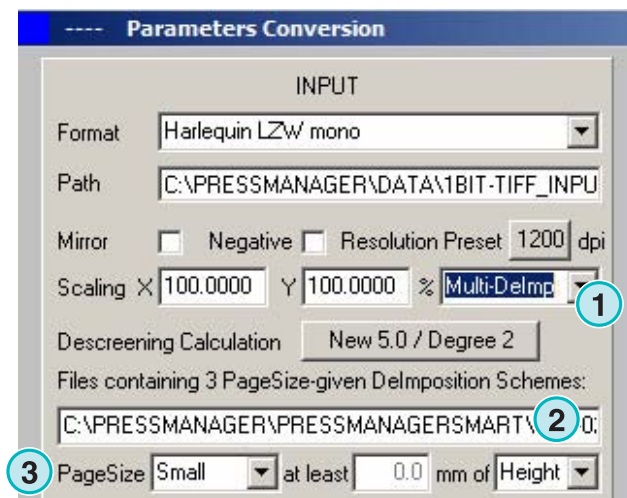 ---- Parameters Conversion
INPUT
Format Harlequin LZW mono
Path C:\PRESSMANAGER\DATA\1BIT-TIFF_INPU
Mirror Negative Resolution Preset 1200 dpi
Scaling X 100.0000 Y 100.0000 % Multi-DeImp 1
Descreening Calculation New 5.0 / Degree 2
Files containing 3 PageSize-given DeImposition Schemes:
C:\PRESSMANAGER\PRESSMANAGERSMART\ 2
3 PageSize Small at least 0.0 mm of Height